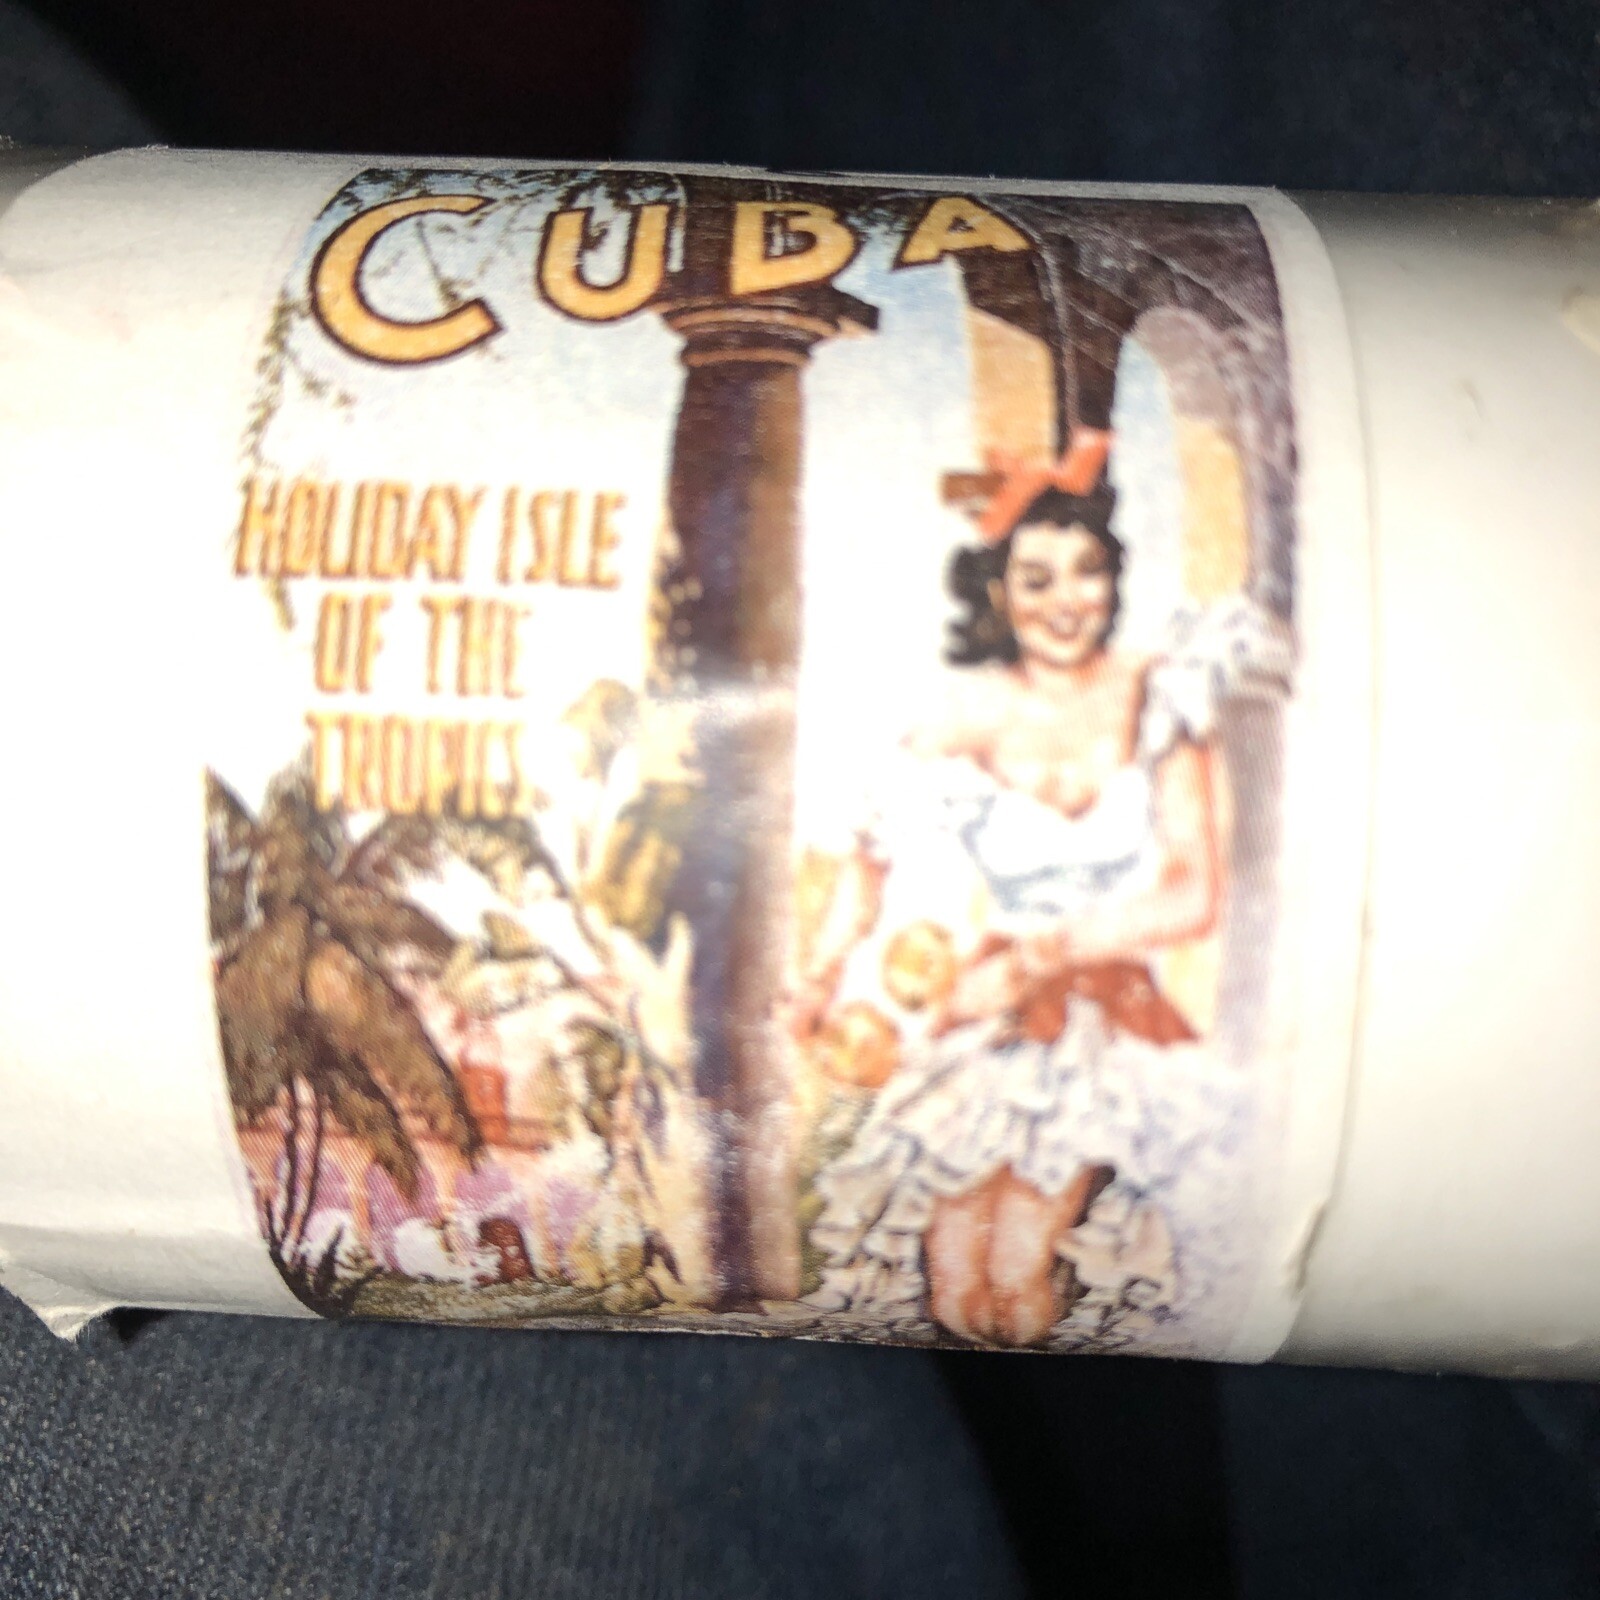 CUBA
HOLIDAY ISLE
OF THE
TROPICS